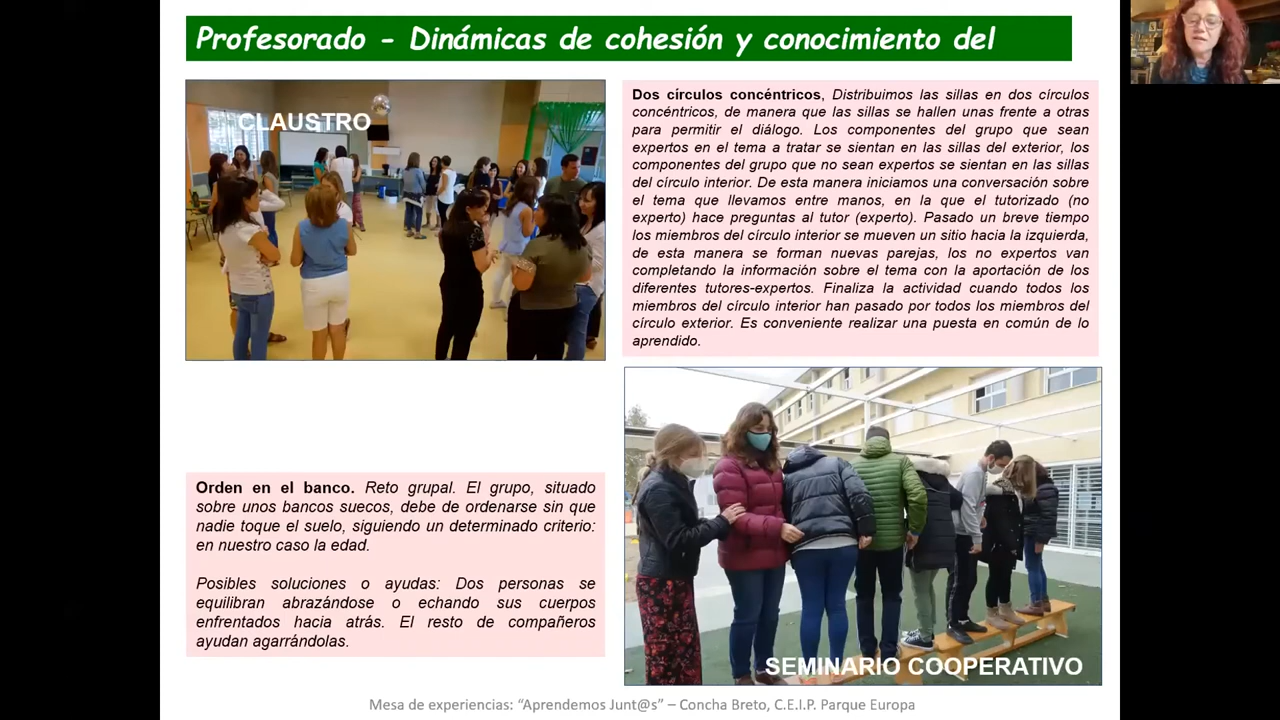 Profesorado - Dinámicas de cohesión y conocimiento del
CLAUSTRO
Dos círculos concéntricos, Distribuimos las sillas en dos círculos
concéntricos, de manera que las sillas se hallen unas frente a otras
para permitir el diálogo. Los componentes del grupo que sean
expertos en el tema a tratar se sientan en las sillas del exterior, los
componentes del grupo que no sean expertos se sientan en las sillas
del círculo interior. De esta manera iniciamos una conversación sobre
el tema que llevamos entre manos, en la que el tutorizado (no
experto) hace preguntas al tutor (experto). Pasado un breve tiempo
los miembros del círculo interior se mueven un sitio hacia la izquierda,
de esta manera se forman nuevas parejas, los no expertos van
completando la información sobre el tema con la aportación de los
diferentes tutores-expertos. Finaliza la actividad cuando todos los
miembros del círculo interior han pasado por todos los miembros del
círculo exterior. Es conveniente realizar una puesta en común de lo
aprendido.
Orden en el banco. Reto grupal. El grupo, situado
sobre unos bancos suecos, debe de ordenarse sin que
nadie toque el suelo, siguiendo un determinado criterio:
en nuestro caso la edad.
Posibles soluciones o ayudas: Dos personas se
equilibran abrazándose o echando sus cuerpos
enfrentados hacia atrás. El resto de compañeros
ayudan agarrándolas.
SEMINARIO COOPERATIVO
Mesa de experiencias: “Aprendemos Junt@s” – Concha Breto, C.E.I.P. Parque Europa